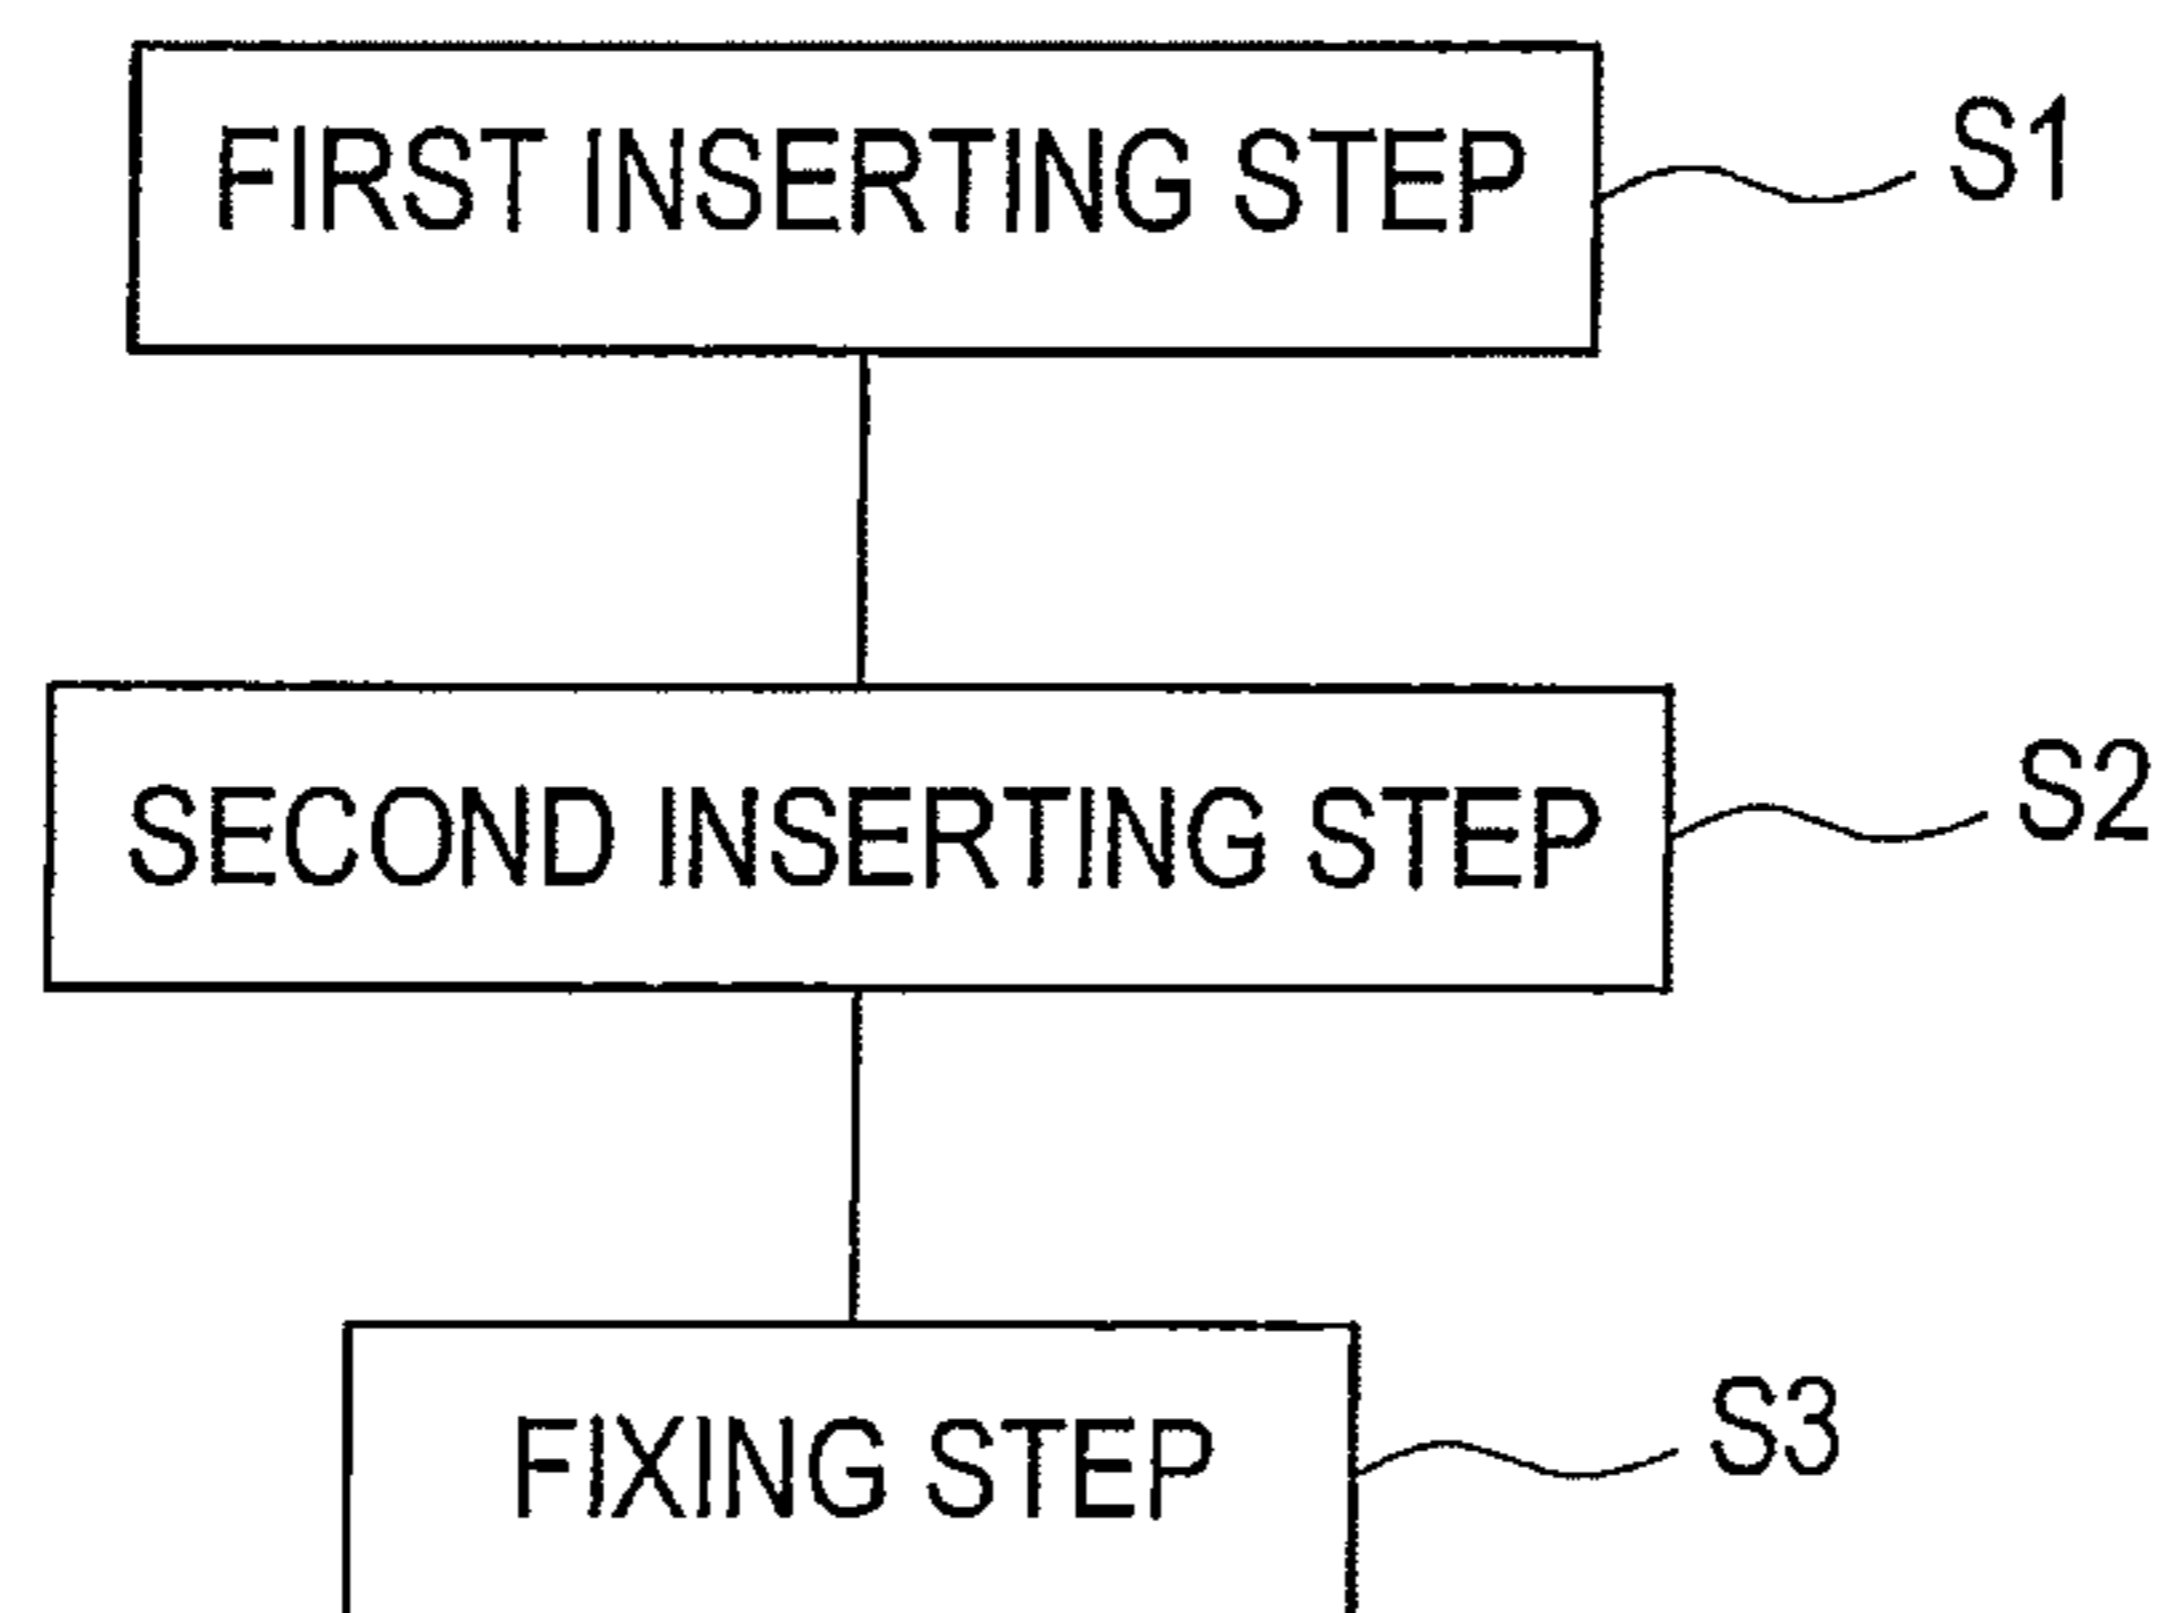 FIRST INSERTING STEP
S1
SECOND INSERTING STEP
S2
FIXING STEP
S3